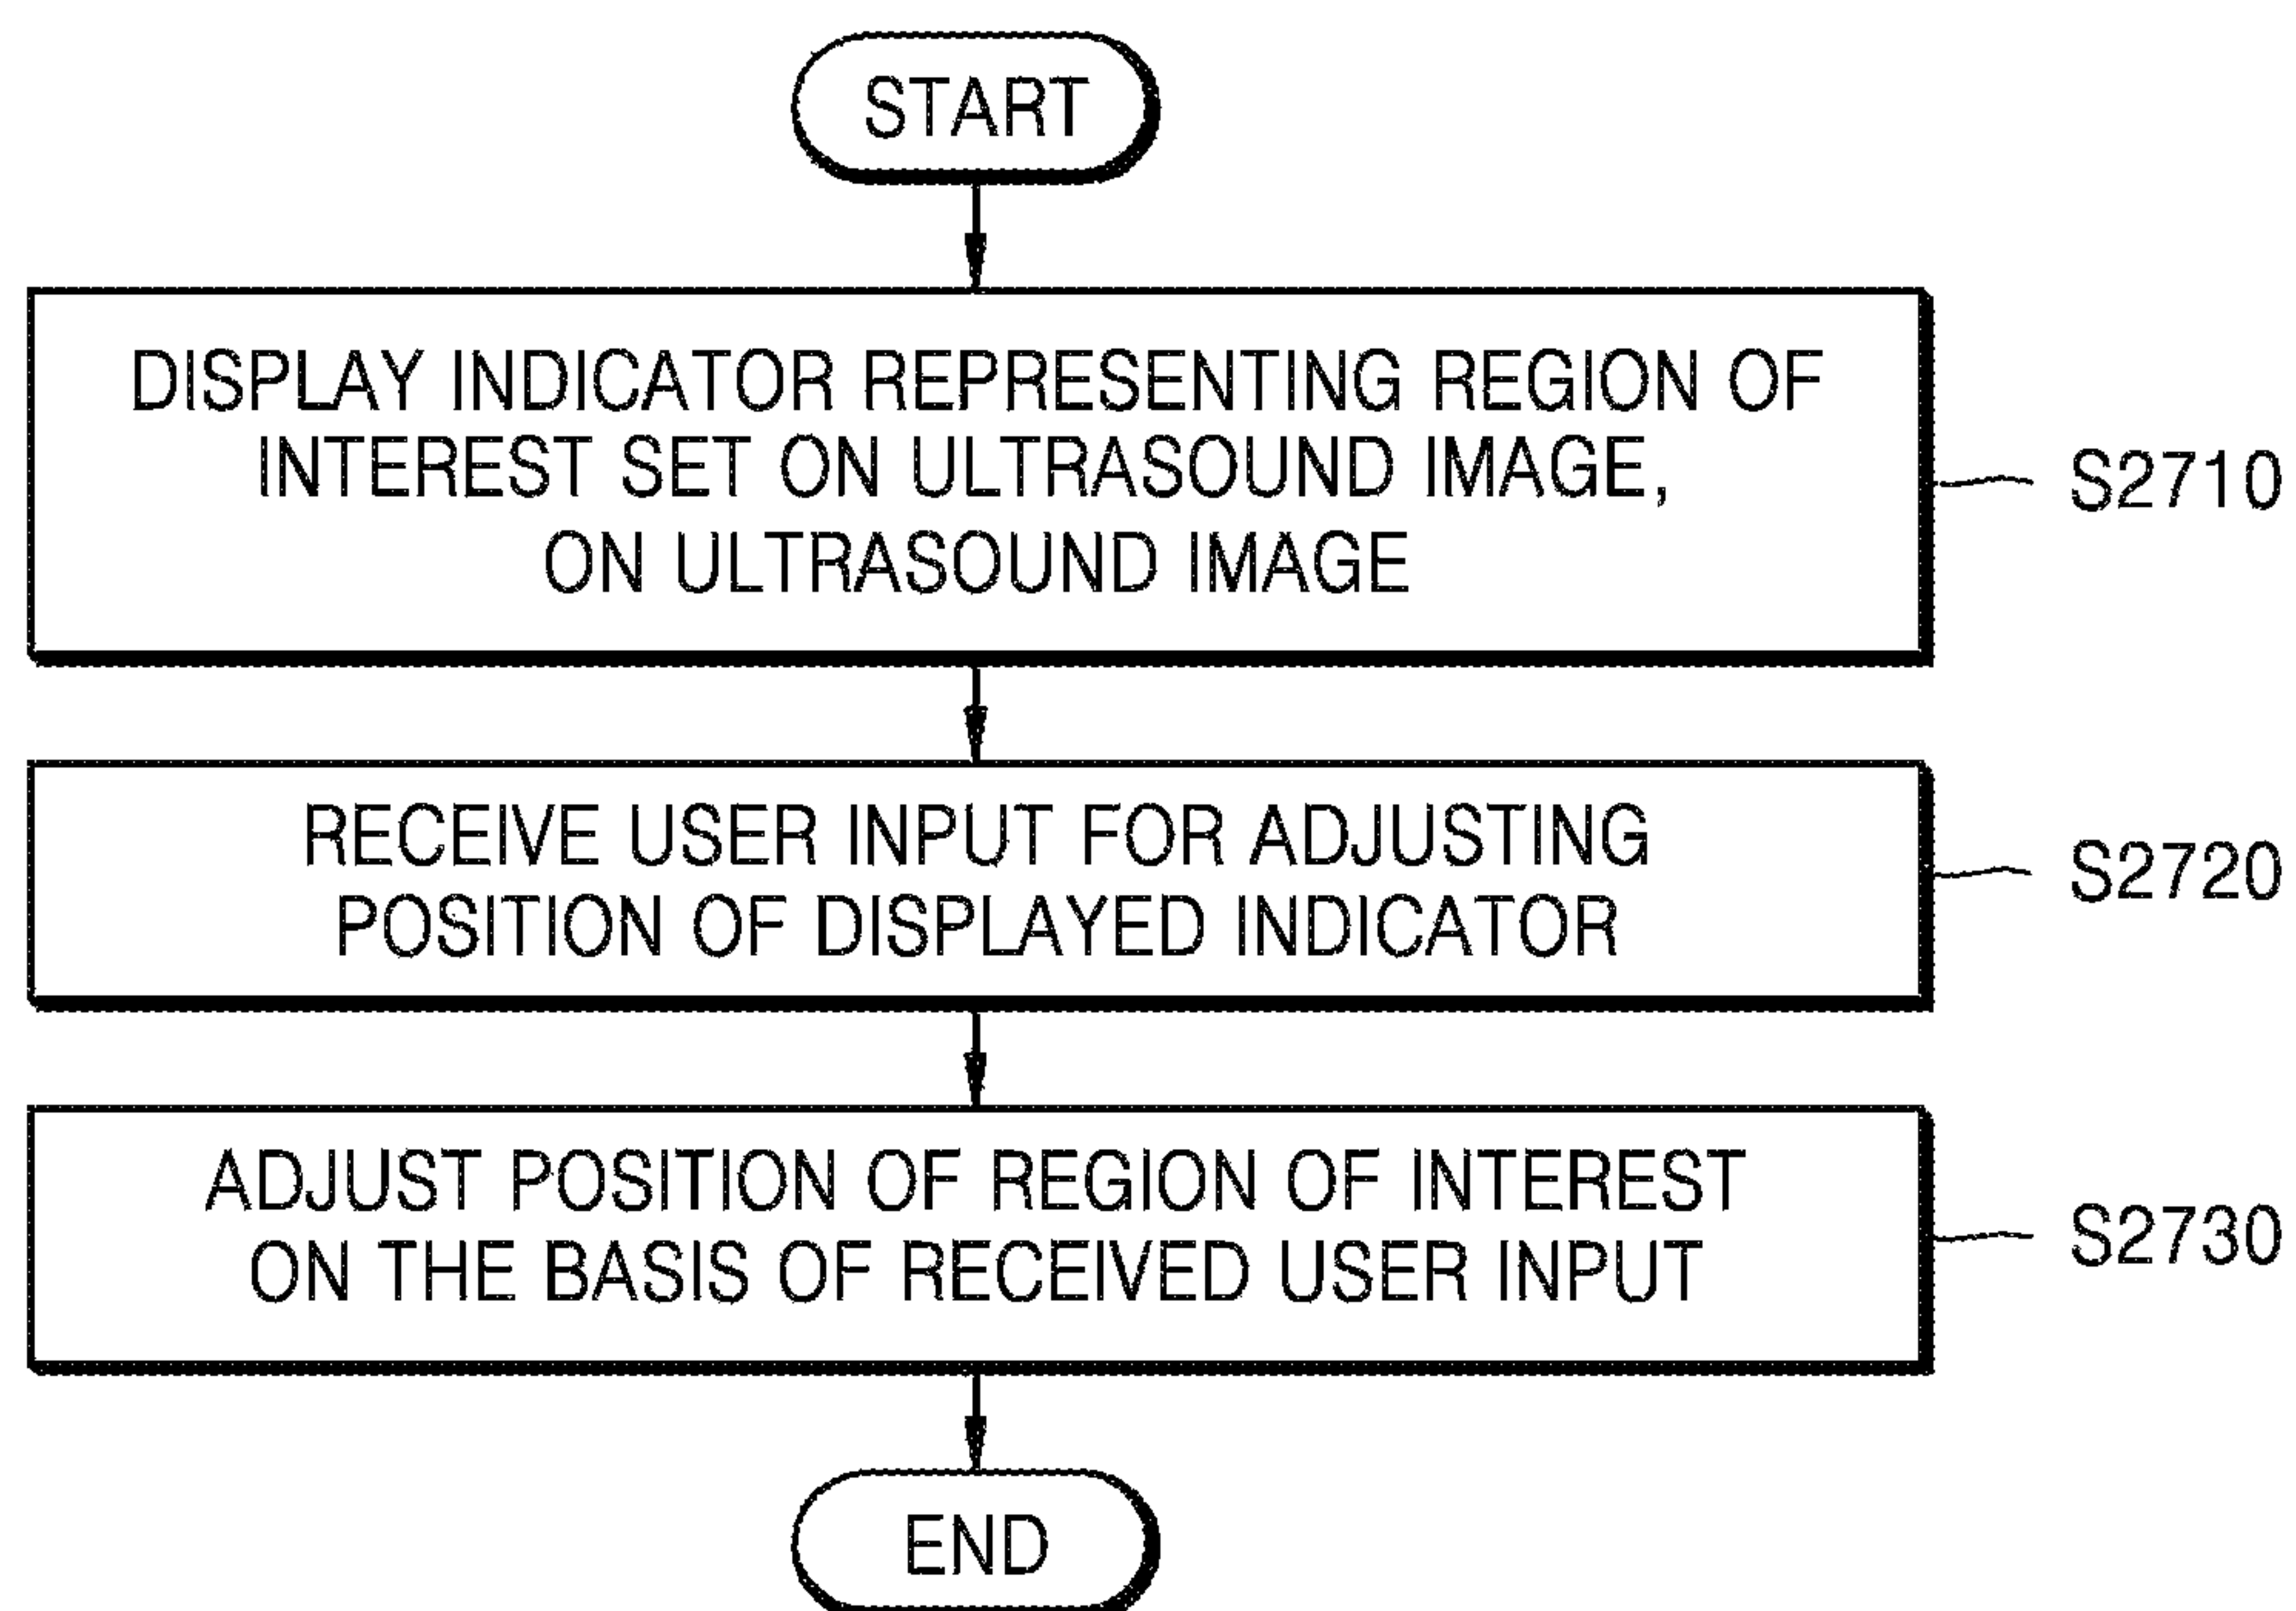 START
DISPLAY INDICATOR REPRESENTING REGION OF
INTEREST SET ON ULTRASOUND IMAGE,
ON ULTRASOUND IMAGE
S2710
RECEIVE USER INPUT FOR ADJUSTING
POSITION OF DISPLAYED INDICATOR
S2720
ADJUST POSITION OF REGION OF INTEREST
ON THE BASIS OF RECEIVED USER INPUT
S2730
END